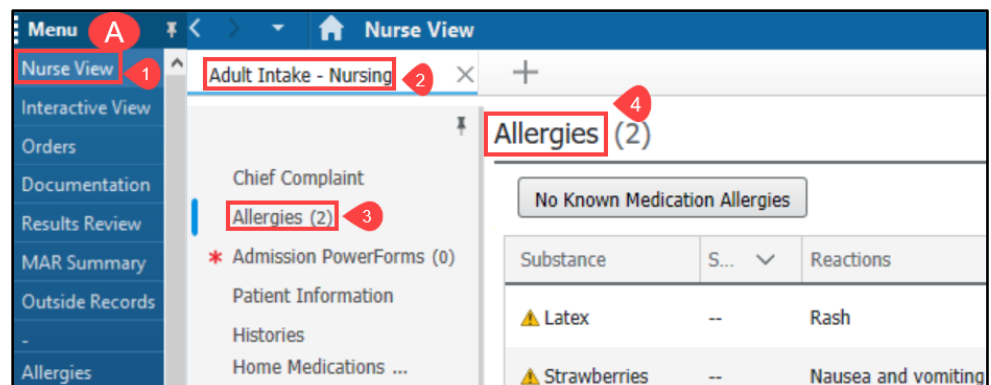 Menu A
Nurse View
Nurse View 1
Interactive View
Orders
Documentation
Results Review
MAR Summary
Outside Records
-
Allergies
Adult Intake - Nursing 2
Chief Complaint
Allergies (2) 3
* Admission PowerForms (0)
Patient Information
Histories
Home Medications ...
4
Allergies (2)
No Known Medication Allergies
Substance S... Reactions
Latex -- Rash
Strawberries -- Nausea and vomiting